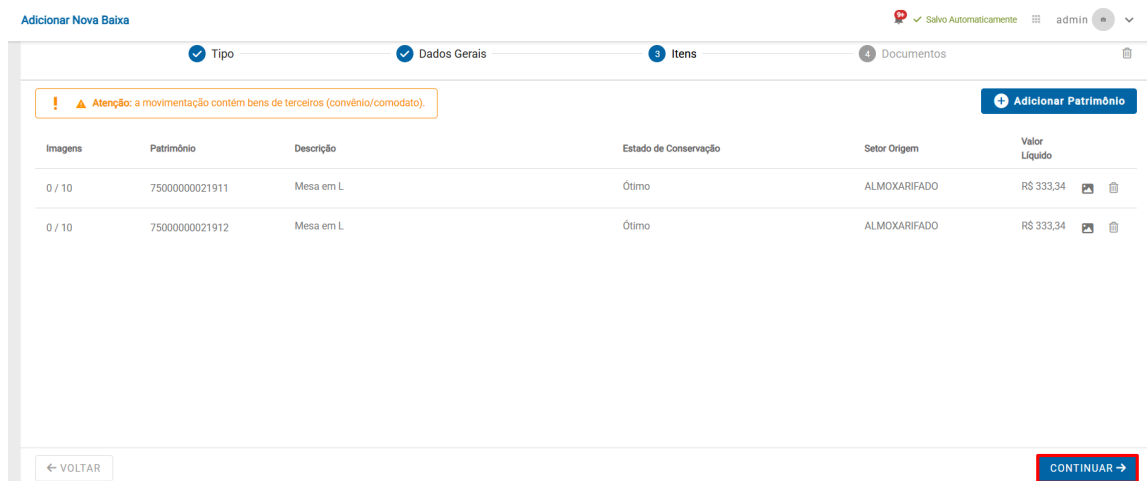 Adicionar Nova Baixa
9+ Salvo Automaticamente admin
Tipo Dados Gerais 3 Itens 4 Documentos
! Atenção: a movimentação contém bens de terceiros (convênio/comodato).
Adicionar Patrimônio
Imagens Patrimônio Descrição Estado de Conservação Setor Origem Valor
Líquido
0 / 10 75000000021911 Mesa em L Ótimo ALMOXARIFADO R$ 333,34
0 / 10 75000000021912 Mesa em L Ótimo ALMOXARIFADO R$ 333,34
← VOLTAR CONTINUAR →